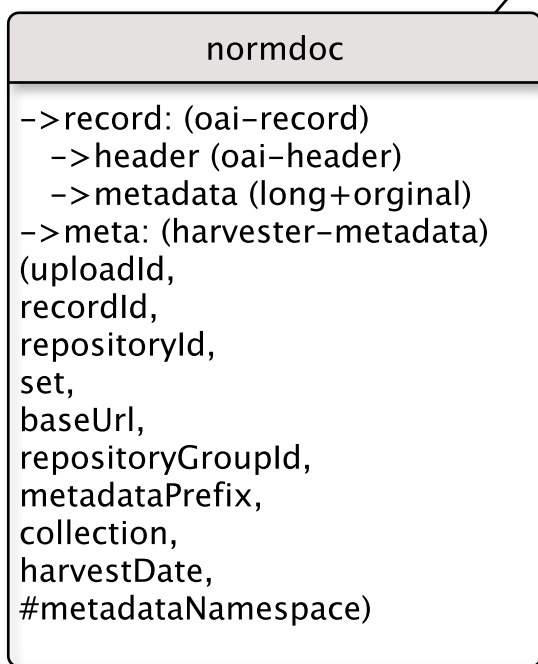 normdoc
->record: (oai-record)
->header (oai-header)
->metadata (long+orginal)
->meta: (harvester-metadata)
(uploadId,
recordId,
repositoryId,
set,
baseUrl,
repositoryGroupId,
metadataPrefix,
collection,
harvestDate,
#metadataNamespace)